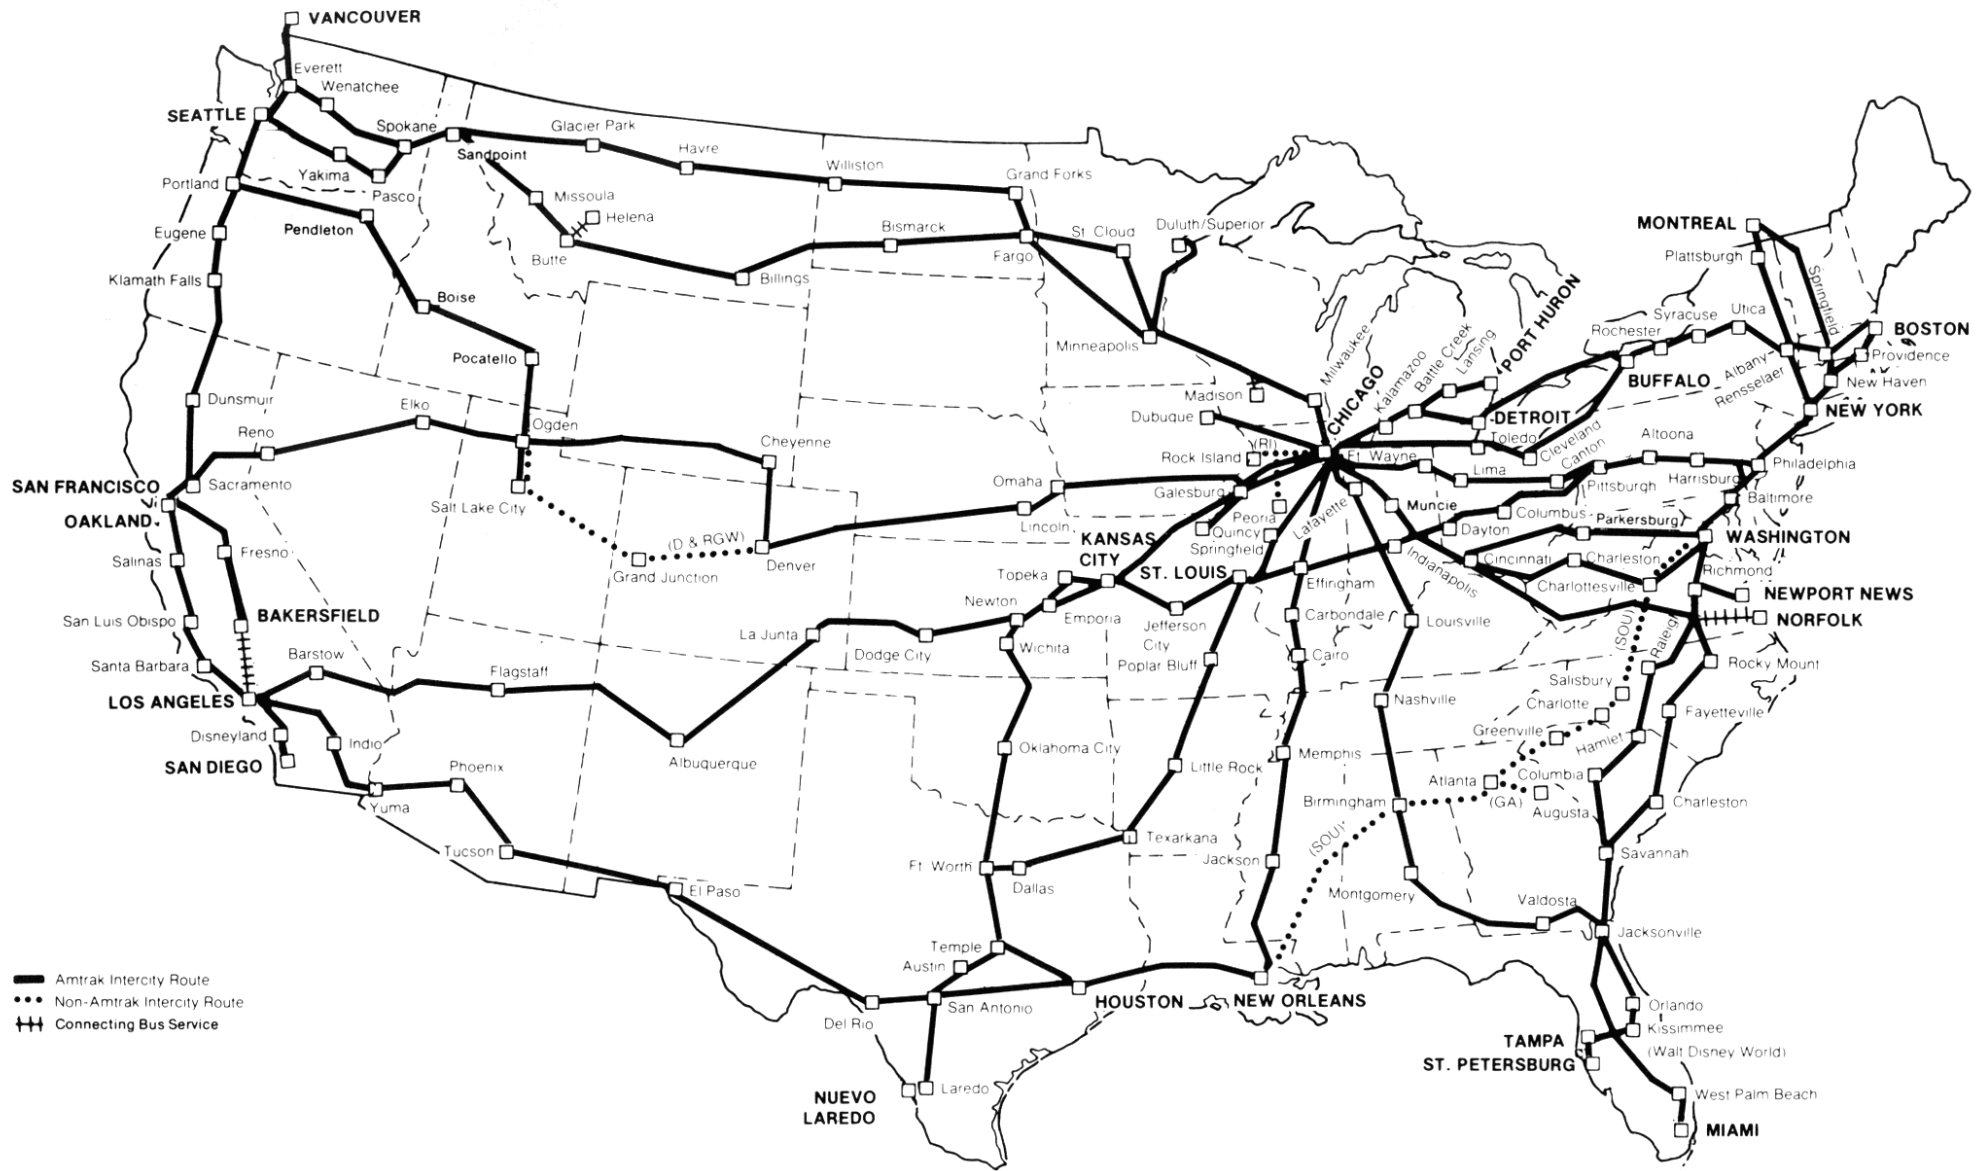 VANCOUVER
Everett
Wenatchee
SEATTLE
Spokane
Sandpoint
Glacier Park
Havre
Williston
Grand Forks
Yakima
Pasco
Portland
Pendleton
Missoula
Helena
Butte
Billings
Bismarck
Fargo
St. Cloud
Duluth/Superior
Minneapolis
Eugene
Klamath Falls
Boise
Pocatello
Dunsmuir
Reno
Elko
Ogden
Cheyenne
Sacramento
SAN FRANCISCO
OAKLAND
Salt Lake City
(D & RGW)
Grand Junction
Denver
Omaha
Lincoln
Salinas
Fresno
San Luis Obispo
BAKERSFIELD
Santa Barbara
Barstow
LOS ANGELES
Disneyland
SAN DIEGO
Indio
Yuma
Phoenix
Tucson
Flagstaff
Albuquerque
La Junta
Dodge City
Newton
Topeka
Emporia
Wichita
KANSAS
CITY
Jefferson
City
ST. LOUIS
Oklahoma City
Ft. Worth
Dallas
Texarkana
Little Rock
Poplar Bluff
El Paso
Del Rio
Temple
Austin
San Antonio
HOUSTON
NEW ORLEANS
Laredo
NUEVO
LAREDO
Madison
Milwaukee
Dubuque
(RI)
Rock Island
CHICAGO
Galesburg
Peoria
Quincy
Springfield
Lafayette
Kalamazoo
Battle Creek
Lansing
PORT HURON
DETROIT
Toledo
Cleveland
Ft. Wayne
Lima
Canton
Pittsburgh
Altoona
Harrisburg
Philadelphia
Baltimore
Muncie
Dayton
Columbus
Parkersburg
WASHINGTON
Cincinnati
Indianapolis
Charleston
Charlottesville
Richmond
NEWPORT NEWS
NORFOLK
MONTREAL
Plattsburgh
Springfield
Rochester
Syracuse
Utica
BUFFALO
Albany-
Rensselaer
BOSTON
Providence
New Haven
NEW YORK
Effingham
Carbondale
Cairo
Memphis
Jackson
Louisville
Nashville
Birmingham
Montgomery
(SOU)
Atlanta
(GA)
Augusta
Greenville
Charlotte
Salisbury
(SOU)
Raleigh
Rocky Mount
Fayetteville
Hamlet
Columbia
Charleston
Savannah
Valdosta
Jacksonville
Orlando
Kissimmee
(Walt Disney World)
TAMPA
ST. PETERSBURG
West Palm Beach
MIAMI
Amtrak Intercity Route
Non-Amtrak Intercity Route
Connecting Bus Service